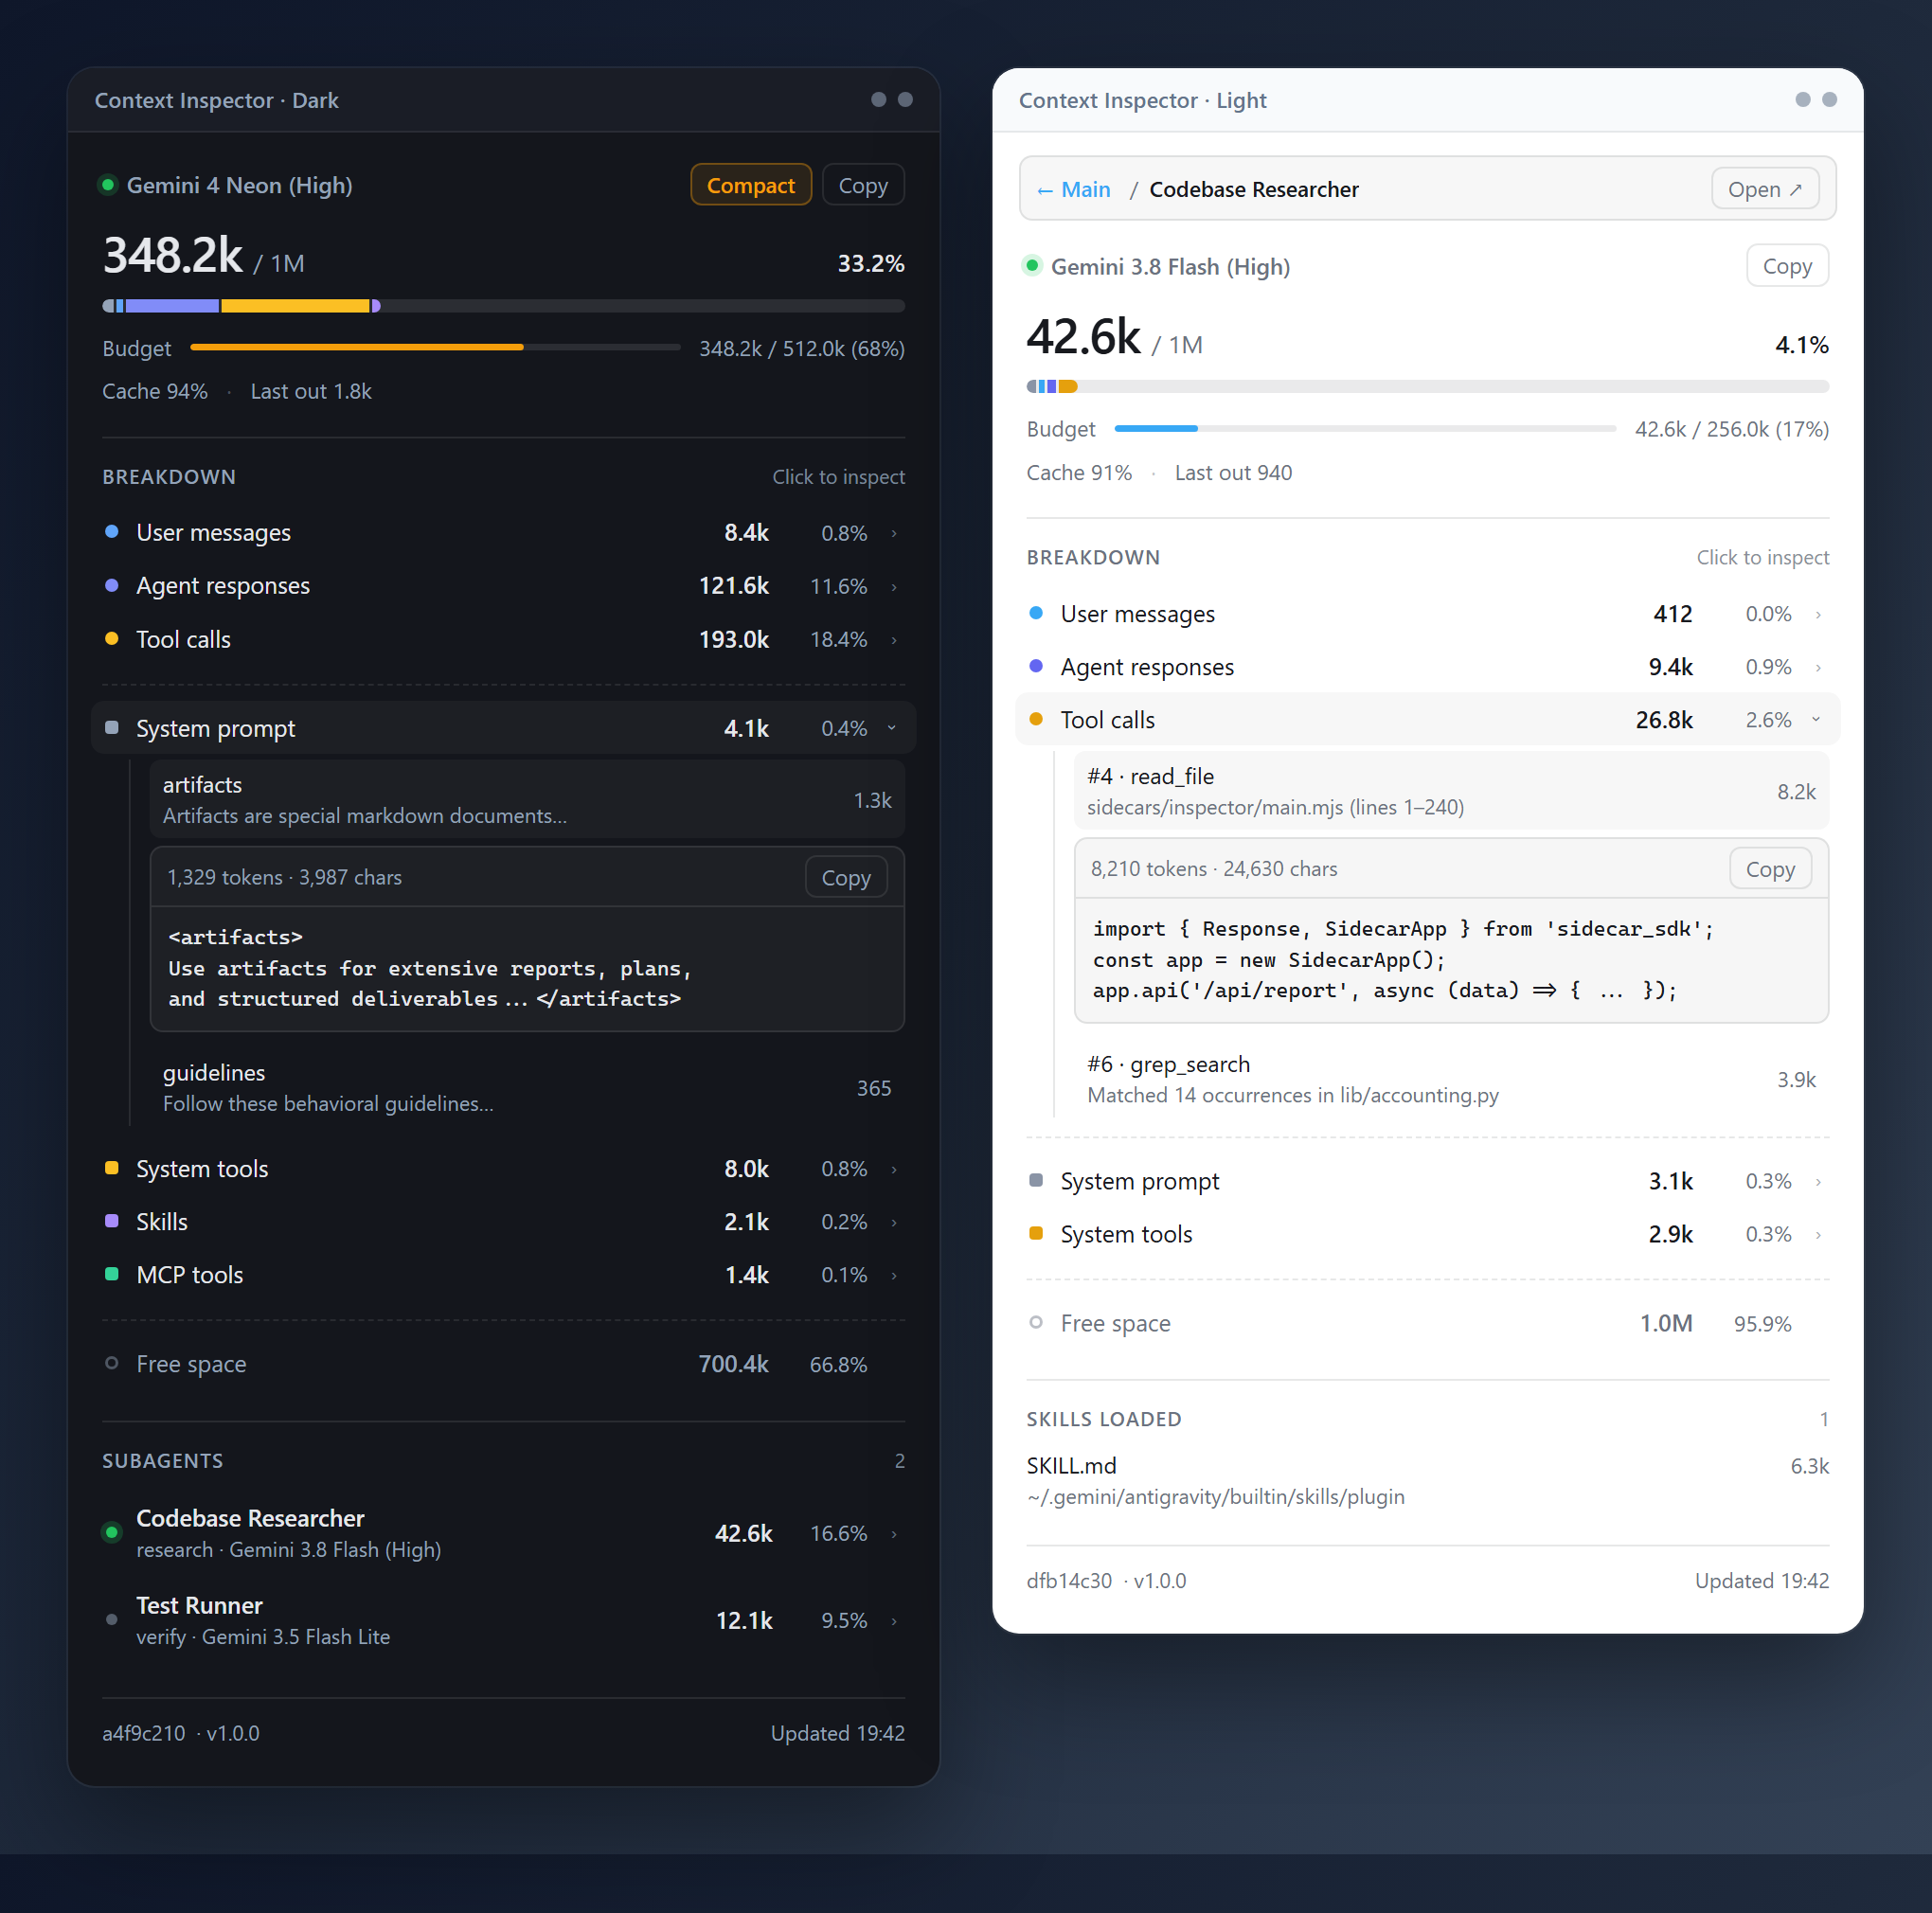 Context Inspector · Dark
Gemini 4 Neon (High) Compact Copy
348.2k / 1M 33.2%
Budget 348.2k / 512.0k (68%)
Cache 94% · Last out 1.8k
BREAKDOWN Click to inspect
User messages 8.4k 0.8% ›
Agent responses 121.6k 11.6% ›
Tool calls 193.0k 18.4% ›
System prompt 4.1k 0.4%
artifacts
Artifacts are special markdown documents... 1.3k
1,329 tokens · 3,987 chars Copy
<artifacts>
Use artifacts for extensive reports, plans,
and structured deliverables...</artifacts>
guidelines
Follow these behavioral guidelines... 365
System tools 8.0k 0.8% ›
Skills 2.1k 0.2% ›
MCP tools 1.4k 0.1% ›
Free space 700.4k 66.8%
SUBAGENTS 2
Codebase Researcher
research · Gemini 3.8 Flash (High) 42.6k 16.6% ›
Test Runner
verify · Gemini 3.5 Flash Lite 12.1k 9.5% ›
a4f9c210 · v1.0.0 Updated 19:42
Context Inspector · Light
← Main / Codebase Researcher Open ↗
Gemini 3.8 Flash (High) Copy
42.6k / 1M 4.1%
Budget 42.6k / 256.0k (17%)
Cache 91% · Last out 940
BREAKDOWN Click to inspect
User messages 412 0.0% ›
Agent responses 9.4k 0.9% ›
Tool calls 26.8k 2.6%
#4 · read_file
sidecars/inspector/main.mjs (lines 1–240) 8.2k
8,210 tokens · 24,630 chars Copy
import { Response, SidecarApp } from 'sidecar_sdk';
const app = new SidecarApp();
app.api('/api/report', async (data) => { ... });
#6 · grep_search
Matched 14 occurrences in lib/accounting.py 3.9k
System prompt 3.1k 0.3% ›
System tools 2.9k 0.3% ›
Free space 1.0M 95.9%
SKILLS LOADED 1
SKILL.md 6.3k
~/.gemini/antigravity/builtin/skills/plugin
dfb14c30 · v1.0.0 Updated 19:42